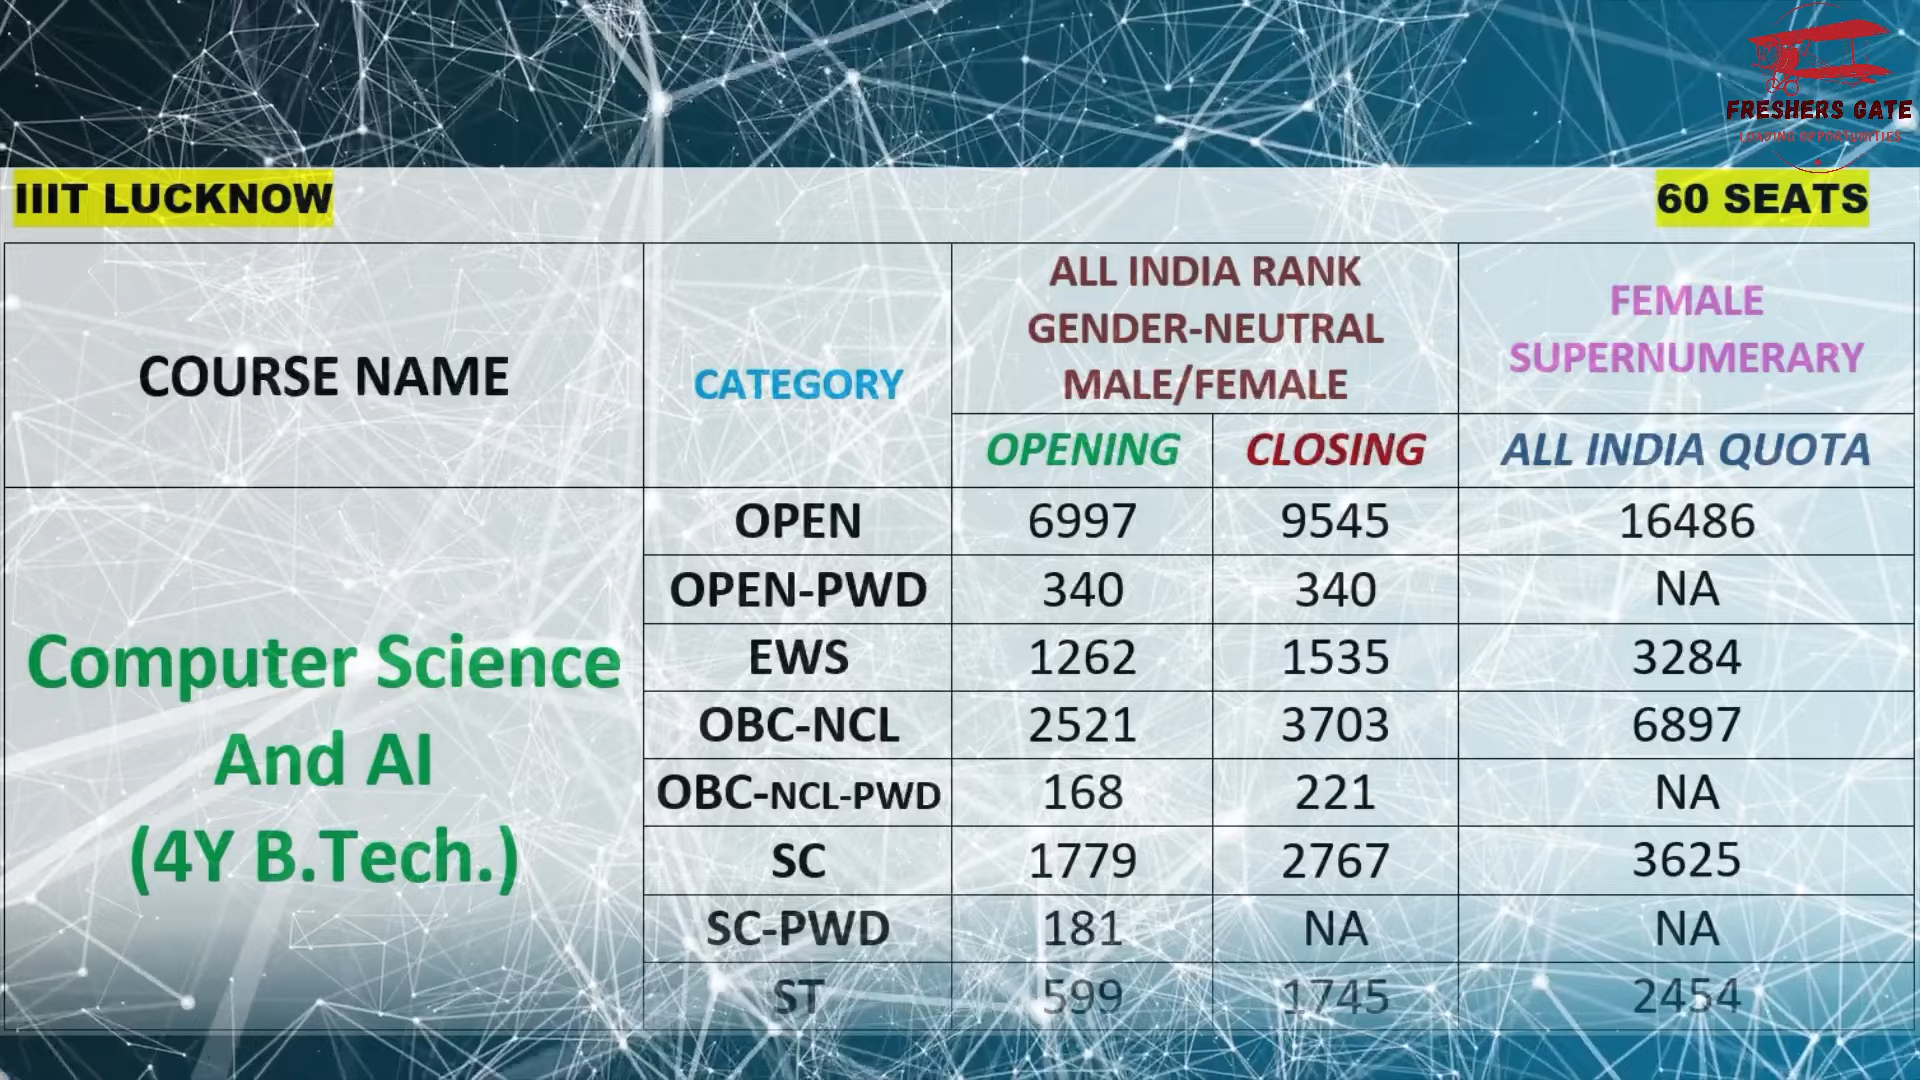 FRESHERS GATE
LOADING OPPORTUNITIES
IIIT LUCKNOW
60 SEATS
COURSE NAME
CATEGORY
ALL INDIA RANK
GENDER-NEUTRAL
MALE/FEMALE
FEMALE
SUPERNUMERARY
OPENING CLOSING ALL INDIA QUOTA
Computer Science
And AI
(4Y B.Tech.)
OPEN 6997 9545 16486
OPEN-PWD 340 340 NA
EWS 1262 1535 3284
OBC-NCL 2521 3703 6897
OBC-NCL-PWD 168 221 NA
SC 1779 2767 3625
SC-PWD 181 NA NA
ST 599 1745 2454